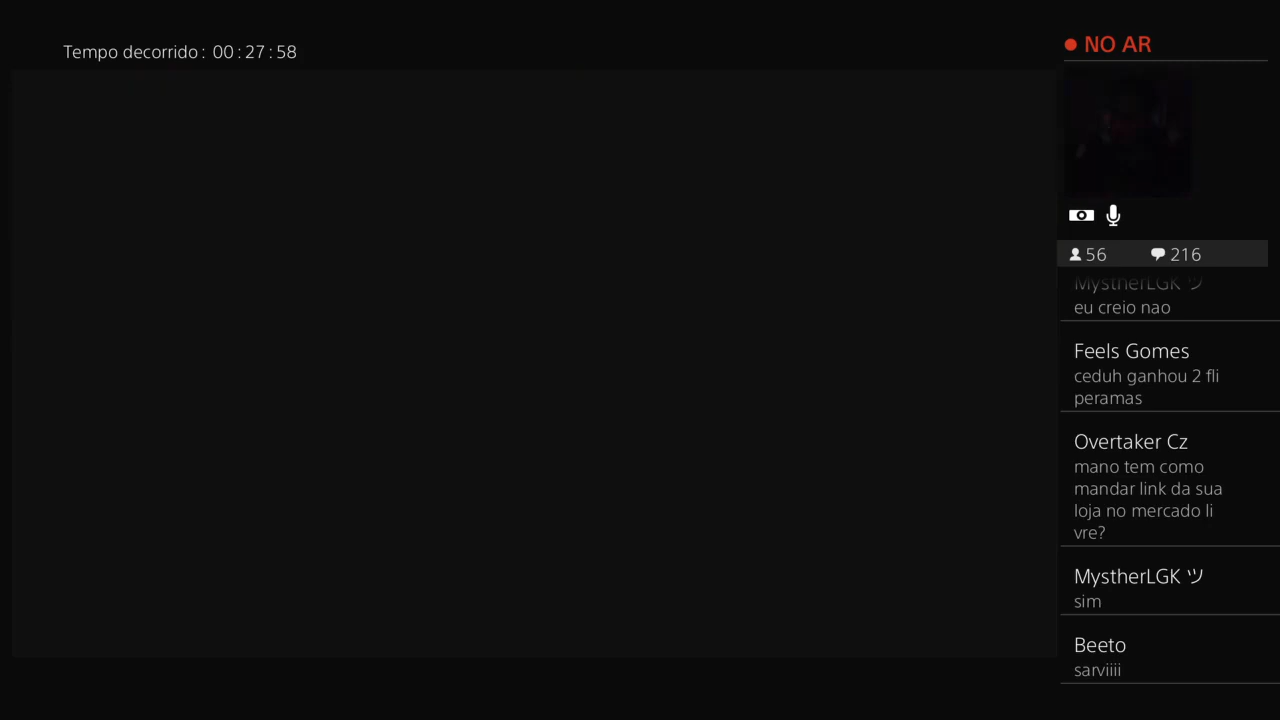 Tempo decorrido: 00:27:58
NO AR
56 216
MystherLGK ツ
eu creio nao
Feels Gomes
ceduh ganhou 2 fli
peramas
Overtaker Cz
mano tem como
mandar link da sua
loja no mercado li
vre?
MystherLGK ツ
sim
Beeto
sarviiii